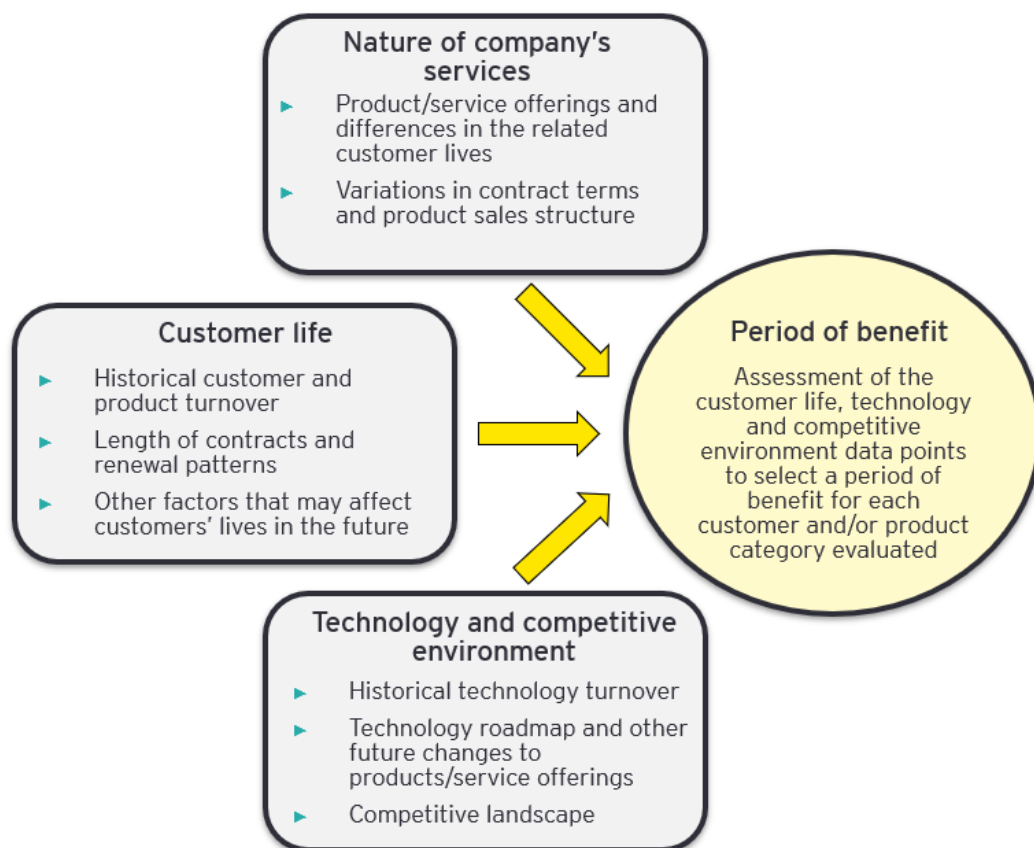 Nature of company's
services
Product/service offerings and
differences in the related
customer lives
Variations in contract terms
and product sales structure
Customer life
Historical customer and
product turnover
Length of contracts and
renewal patterns
Other factors that may affect
customers' lives in the future
Technology and competitive
environment
Historical technology turnover
Technology roadmap and other
future changes to
products/service offerings
Competitive landscape
Period of benefit
Assessment of the
customer life, technology
and competitive
environment data points
to select a period of
benefit for each
customer and/or product
category evaluated